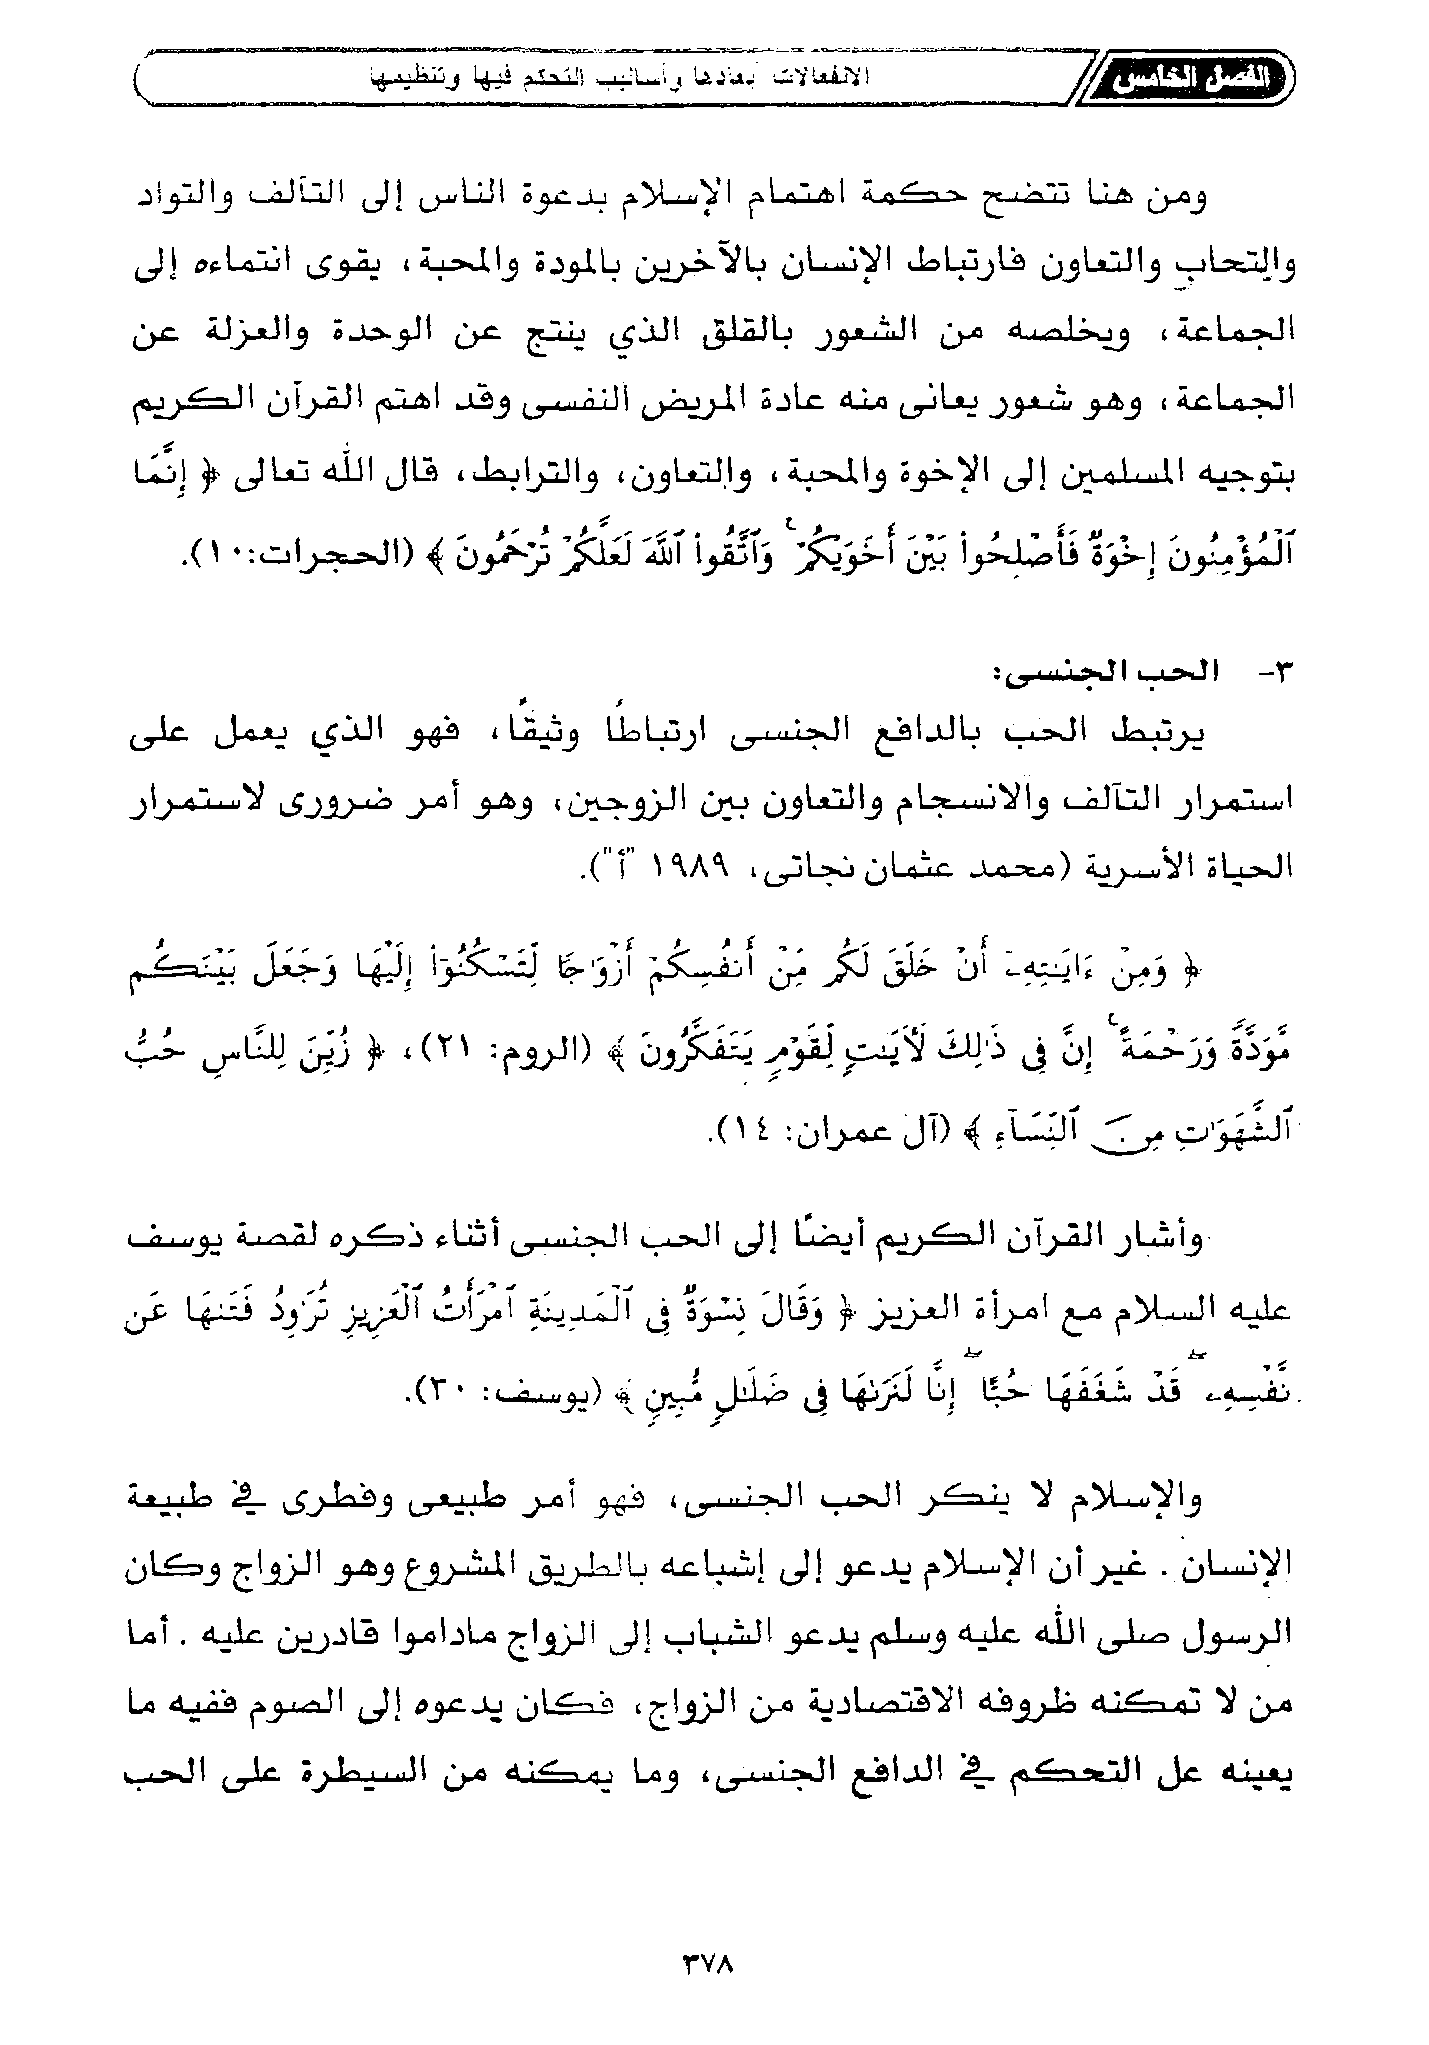 الفصل الخامس
الانفعالات أبعادها وأساليب التحكم فيها وتنظيمها
ومن هنا تتضح حكمة اهتمام الإسلام بدعوة الناس إلى التآلف والتواد
والتحاب والتعاون فارتباط الإنسان بالآخرين بالمودة والمحبة، يقوى انتماءه إلى
الجماعة، ويخلصه من الشعور بالقلق الذي ينتج عن الوحدة والعزلة عن
الجماعة، وهو شعور يعانى منه عادة المريض النفسى وقد اهتم القرآن الكريم
بتوجيه المسلمين إلى الإخوة والمحبة، والتعاون، والترابط، قال الله تعالى ﴿ إِنَّمَا
ٱلْمُؤْمِنُونَ إِخْوَةٌ فَأَصْلِحُوا۟ بَيْنَ أَخَوَيْكُمْ ۚ وَٱتَّقُوا۟ ٱللَّهَ لَعَلَّكُمْ تُرْحَمُونَ ﴾ (الحجرات:١٠).
٣- الحب الجنسى:
يرتبط الحب بالدافع الجنسى ارتباطًا وثيقًا، فهو الذي يعمل على
استمرار التآلف والانسجام والتعاون بين الزوجين، وهو أمر ضرورى لاستمرار
الحياة الأسرية (محمد عثمان نجاتى، ١٩٨٩ "أ").
﴿ وَمِنْ ءَايَـٰتِهِۦٓ أَنْ خَلَقَ لَكُم مِّنْ أَنفُسِكُمْ أَزْوَٰجًا لِّتَسْكُنُوٓا۟ إِلَيْهَا وَجَعَلَ بَيْنَكُم
مَّوَدَّةً وَرَحْمَةً ۚ إِنَّ فِى ذَٰلِكَ لَـَٔايَـٰتٍ لِّقَوْمٍ يَتَفَكَّرُونَ ﴾ (الروم: ٢١)، ﴿ زُيِّنَ لِلنَّاسِ حُبُّ
ٱلشَّهَوَٰتِ مِنَ ٱلنِّسَآءِ ﴾ (آل عمران: ١٤).
وأشار القرآن الكريم أيضًا إلى الحب الجنسى أثناء ذكره لقصة يوسف
عليه السلام مع امرأة العزيز ﴿ وَقَالَ نِسْوَةٌ فِى ٱلْمَدِينَةِ ٱمْرَأَتُ ٱلْعَزِيزِ تُرَٰوِدُ فَتَىٰهَا عَن
نَّفْسِهِۦ ۖ قَدْ شَغَفَهَا حُبًّا ۖ إِنَّا لَنَرَىٰهَا فِى ضَلَـٰلٍ مُّبِينٍ ﴾ (يوسف: ٣٠).
والإسلام لا ينكر الحب الجنسى، فهو أمر طبيعى وفطرى في طبيعة
الإنسان . غير أن الإسلام يدعو إلى إشباعه بالطريق المشروع وهو الزواج وكان
الرسول صلى الله عليه وسلم يدعو الشباب إلى الزواج ماداموا قادرين عليه . أما
من لا تمكنه ظروفه الاقتصادية من الزواج، فكان يدعوه إلى الصوم ففيه ما
يعينه عل التحكم في الدافع الجنسى، وما يمكنه من السيطرة على الحب
٣٧٨